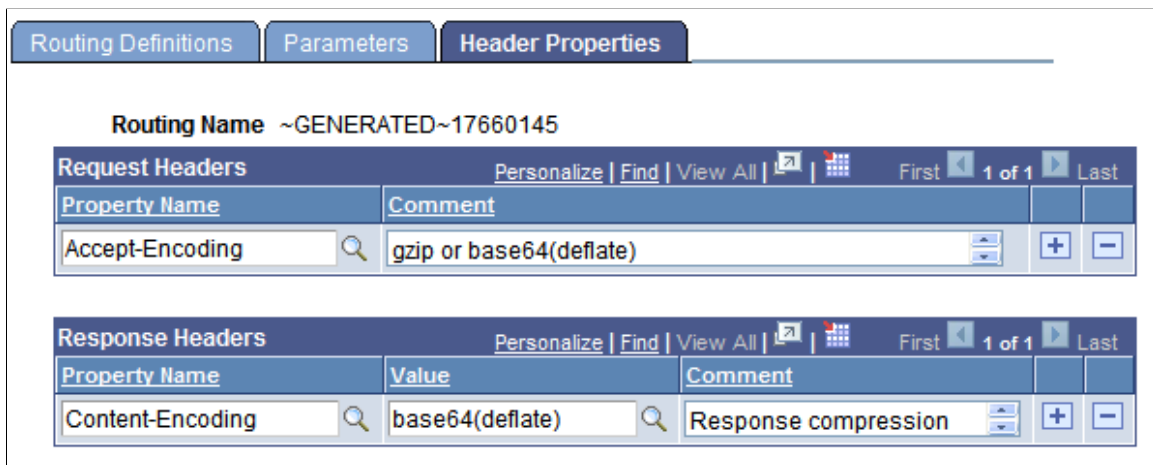 Routing Definitions Parameters Header Properties
Routing Name ~GENERATED~17660145
Request Headers Personalize | Find | View All | | First 1 of 1 Last
Property Name Comment
Accept-Encoding gzip or base64(deflate)
Response Headers Personalize | Find | View All | | First 1 of 1 Last
Property Name Value Comment
Content-Encoding base64(deflate) Response compression